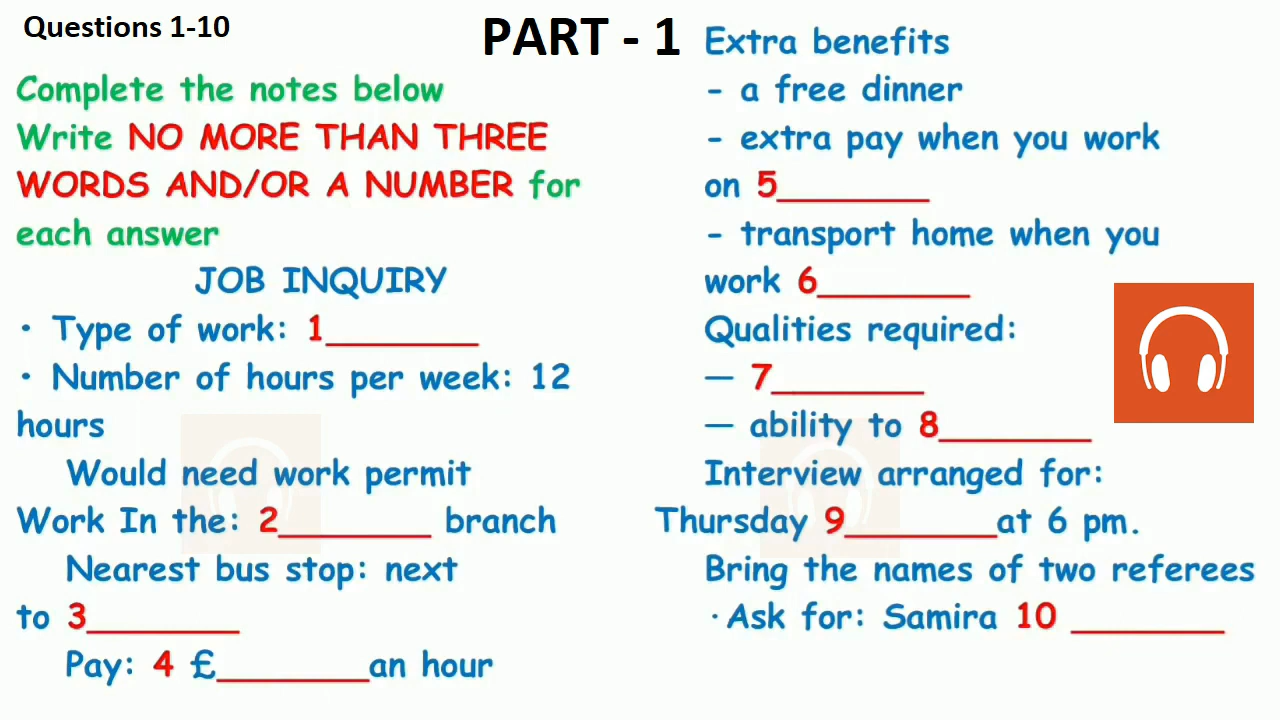 Questions 1-10
PART - 1
Complete the notes below
Write NO MORE THAN THREE
WORDS AND/OR A NUMBER for
each answer
JOB INQUIRY
· Type of work: 1________
· Number of hours per week: 12
hours
Would need work permit
Work In the: 2________ branch
Nearest bus stop: next
to 3________
Pay: 4 £________an hour
Extra benefits
- a free dinner
- extra pay when you work
on 5________
- transport home when you
work 6________
Qualities required:
— 7________
— ability to 8________
Interview arranged for:
Thursday 9________at 6 pm.
Bring the names of two referees
·Ask for: Samira 10 ________